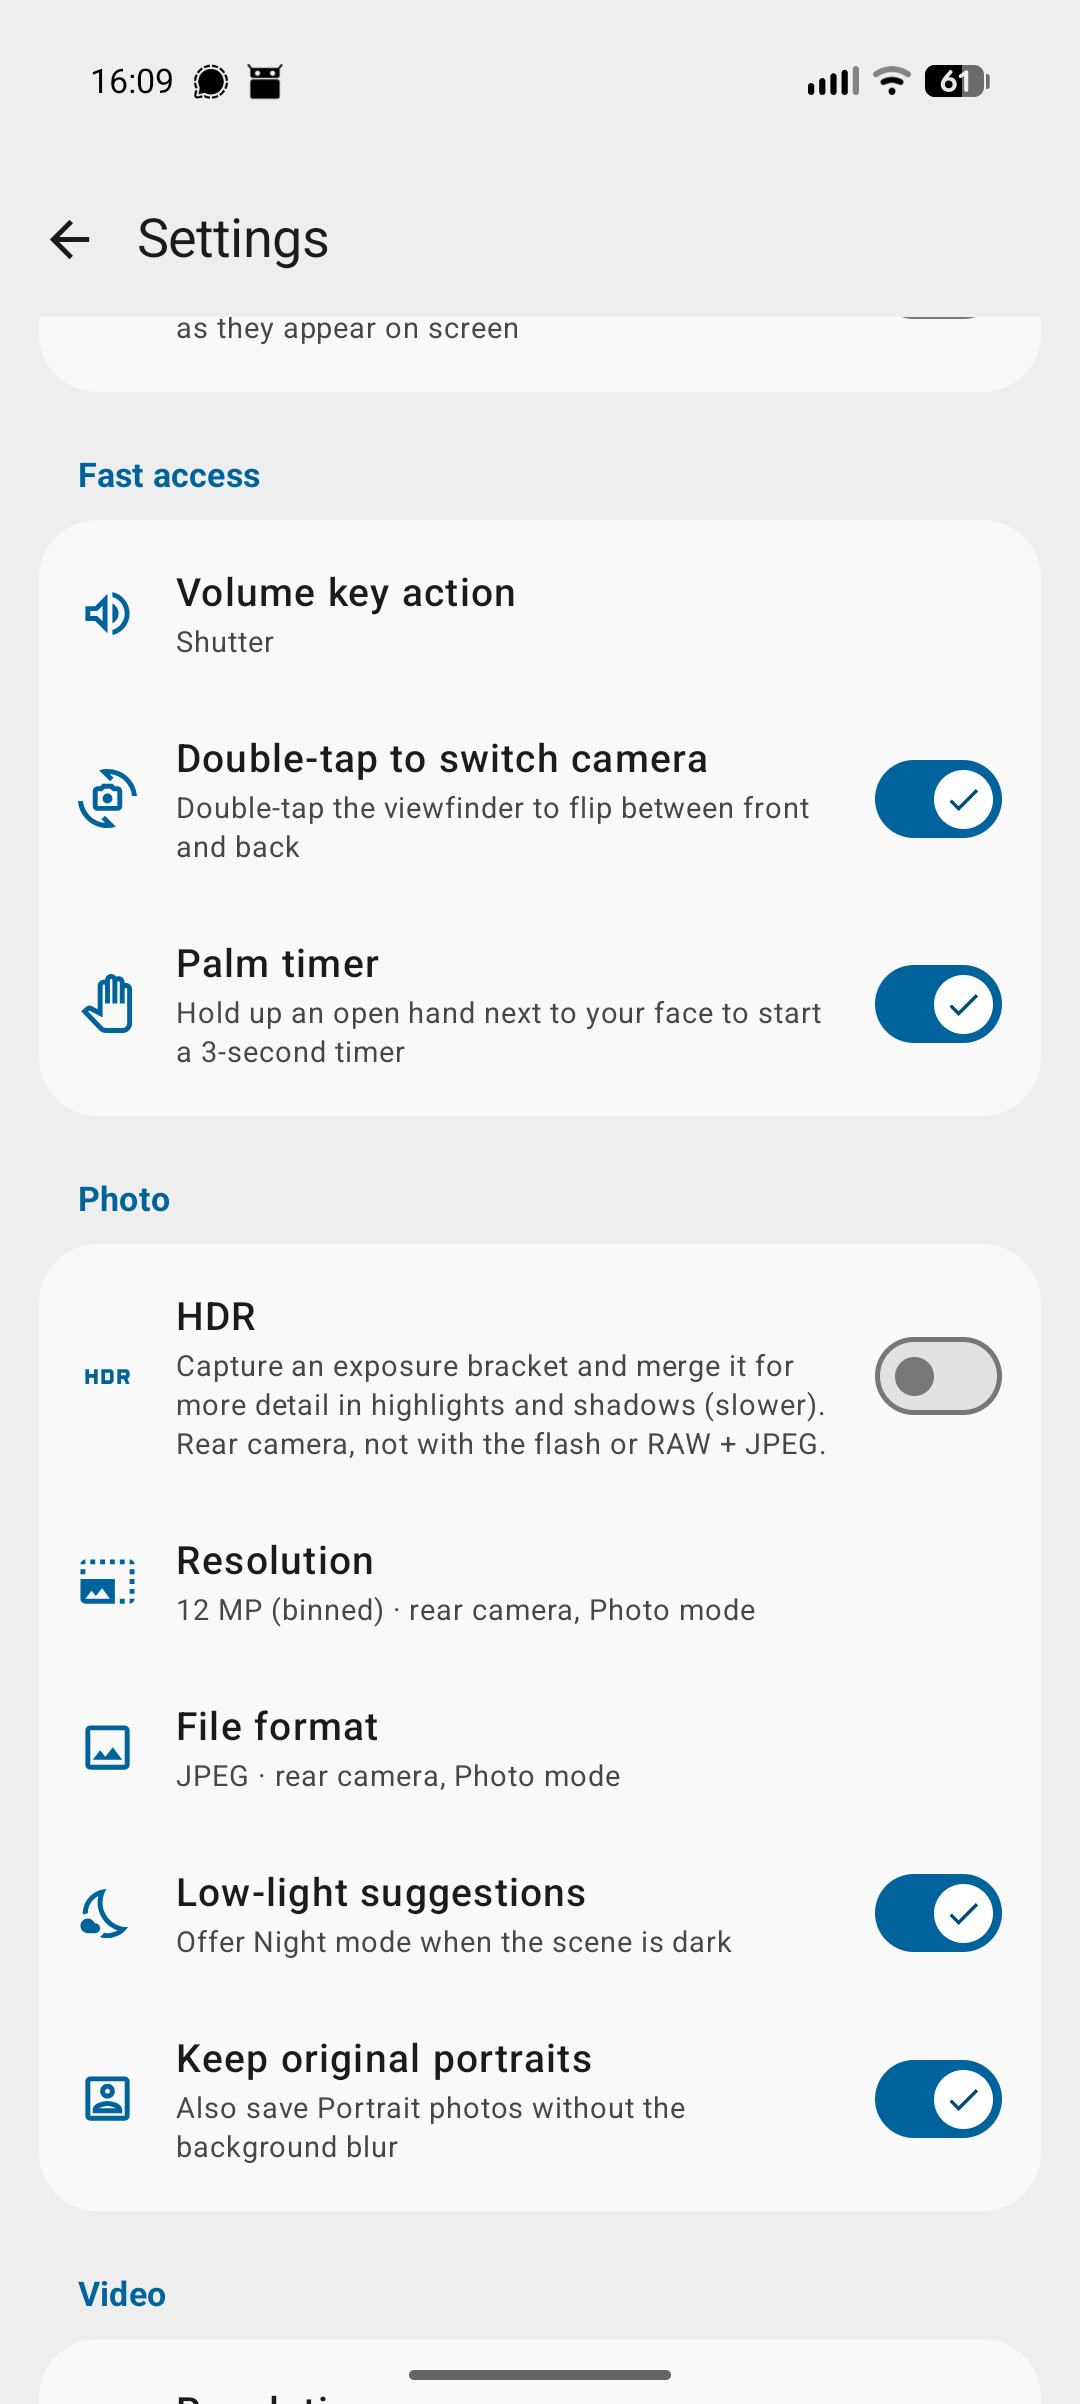 16:09
61
Settings
as they appear on screen
Fast access
Volume key action
Shutter
Double-tap to switch camera
Double-tap the viewfinder to flip between front
and back
Palm timer
Hold up an open hand next to your face to start
a 3-second timer
Photo
HDR
HDR
Capture an exposure bracket and merge it for
more detail in highlights and shadows (slower).
Rear camera, not with the flash or RAW + JPEG.
Resolution
12 MP (binned) · rear camera, Photo mode
File format
JPEG · rear camera, Photo mode
Low-light suggestions
Offer Night mode when the scene is dark
Keep original portraits
Also save Portrait photos without the
background blur
Video